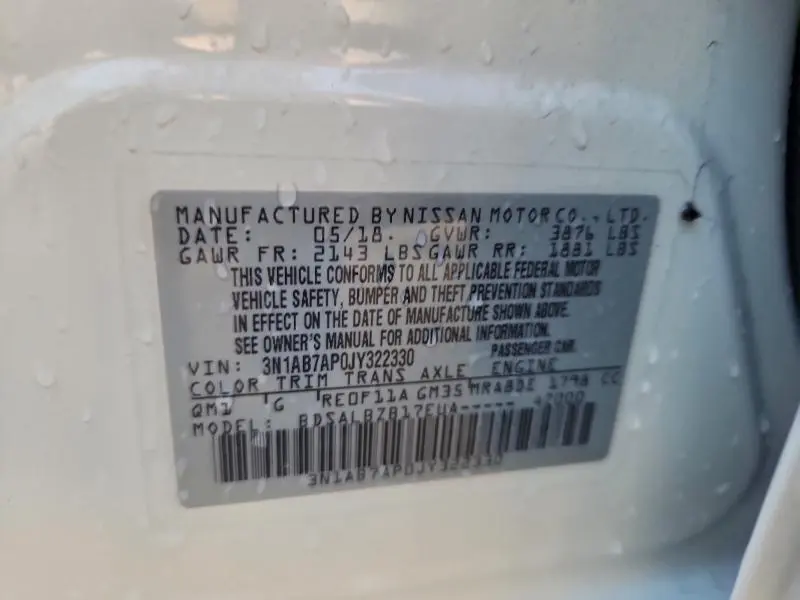 MANUFACTURED BY NISSAN MOTOR CO., LTD.
DATE: 05/18. GVWR: 3876 LBS
GAWR FR: 2143 LBS GAWR RR: 1881 LBS
THIS VEHICLE CONFORMS TO ALL APPLICABLE FEDERAL MOTOR
VEHICLE SAFETY, BUMPER AND THEFT PREVENTION STANDARDS
IN EFFECT ON THE DATE OF MANUFACTURE SHOWN ABOVE.
SEE OWNER'S MANUAL FOR ADDITIONAL INFORMATION.
VIN: 3N1AB7AP0JY322330 PASSENGER CAR
COLOR TRIM TRANS AXLE ENGINE
QM1 G RE0F11A GM35 MRA8DE 1798 CC
MODEL: BDSALBZB17EUA----- 42000
3N1AB7AP0JY322330